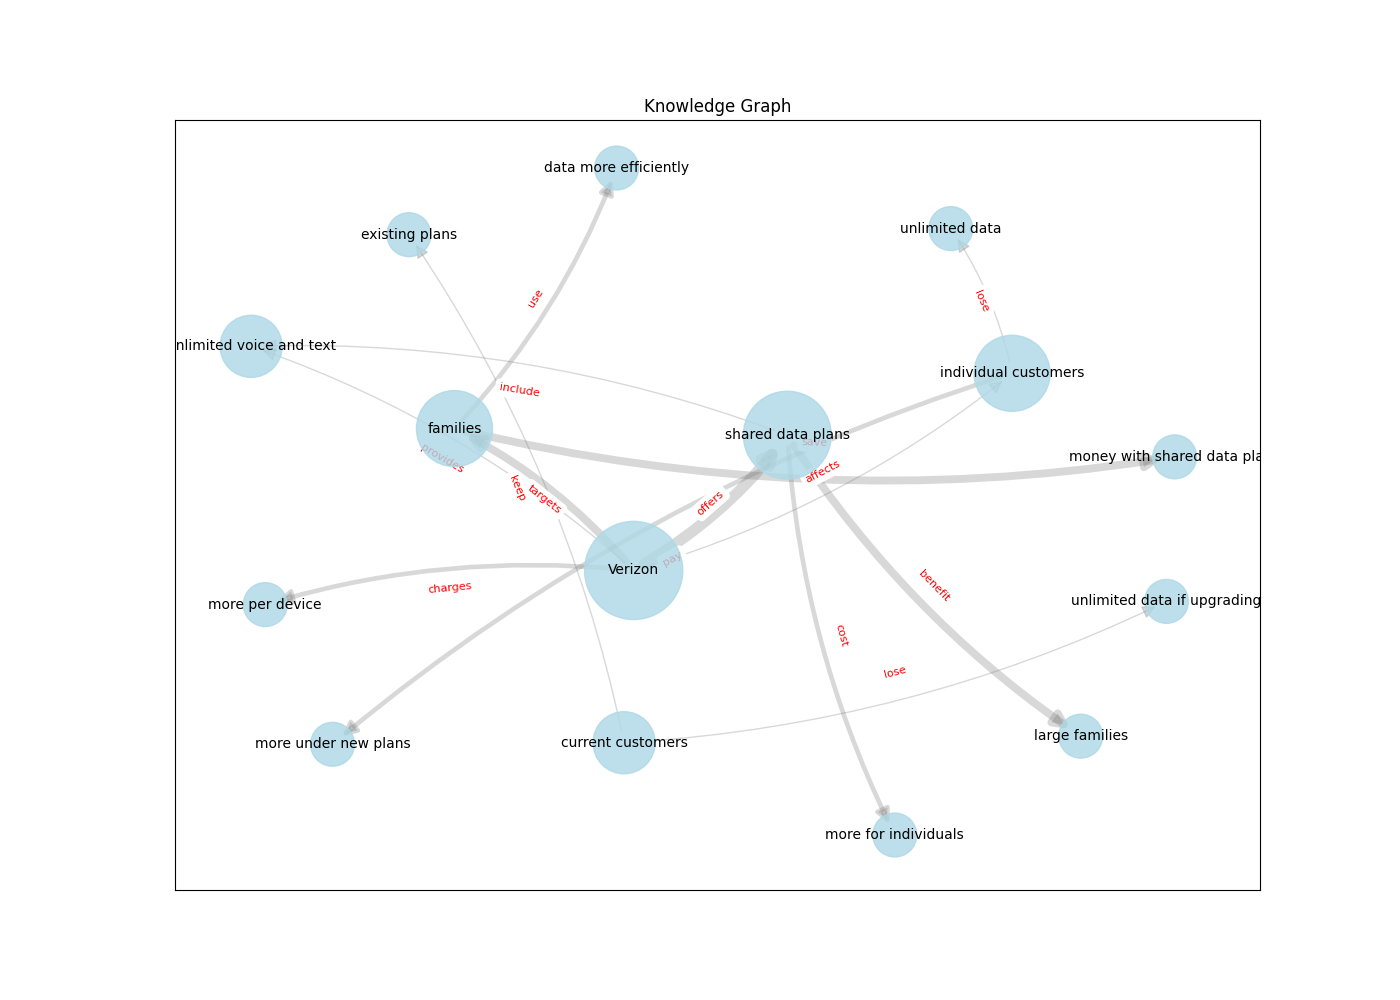 Knowledge Graph
data more efficiently
existing plans
unlimited data
use
lose
nlimited voice and text
individual customers
include
families
shared data plans
save
provides
money with shared data pla
affects
keep
targets
offers
pay
Verizon
charges
benefit
more per device
unlimited data if upgrading
cost
lose
more under new plans
current customers
large families
more for individuals